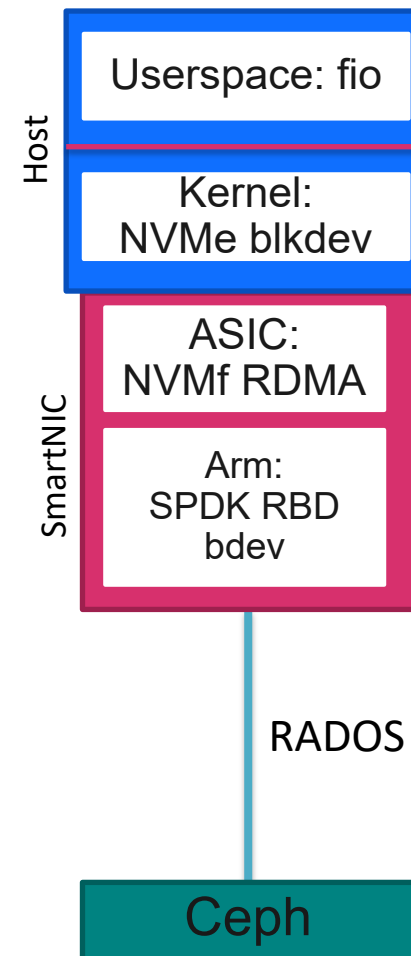 Host
Userspace: fio
Kernel:
NVMe blkdev
SmartNIC
ASIC:
NVMf RDMA
Arm:
SPDK RBD
bdev
RADOS
Ceph